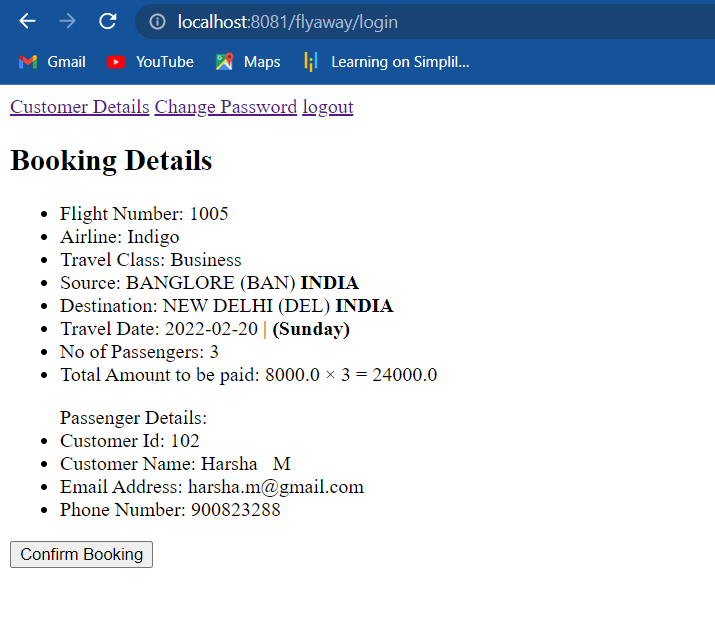 localhost:8081/flyaway/login
Gmail YouTube Maps Learning on Simplil...
Customer Details Change Password logout
Booking Details
Flight Number: 1005
Airline: Indigo
Travel Class: Business
Source: BANGLORE (BAN) INDIA
Destination: NEW DELHI (DEL) INDIA
Travel Date: 2022-02-20 | (Sunday)
No of Passengers: 3
Total Amount to be paid: 8000.0 × 3 = 24000.0
Passenger Details:
Customer Id: 102
Customer Name: Harsha M
Email Address: harsha.m@gmail.com
Phone Number: 900823288
Confirm Booking